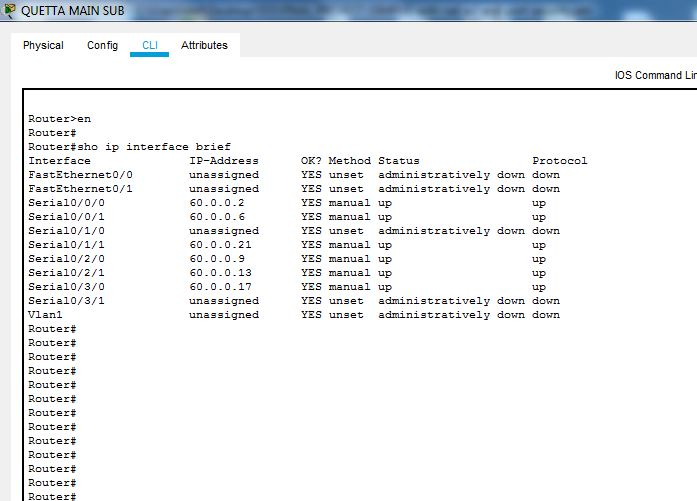 QUETTA MAIN SUB
Physical Config CLI Attributes
IOS Command Lin
Router>en
Router#
Router#sho ip interface brief
Interface IP-Address OK? Method Status Protocol
FastEthernet0/0 unassigned YES unset administratively down down
FastEthernet0/1 unassigned YES unset administratively down down
Serial0/0/0 60.0.0.2 YES manual up up
Serial0/0/1 60.0.0.6 YES manual up up
Serial0/1/0 unassigned YES unset administratively down down
Serial0/1/1 60.0.0.21 YES manual up up
Serial0/2/0 60.0.0.9 YES manual up up
Serial0/2/1 60.0.0.13 YES manual up up
Serial0/3/0 60.0.0.17 YES manual up up
Serial0/3/1 unassigned YES unset administratively down down
Vlan1 unassigned YES unset administratively down down
Router#
Router#
Router#
Router#
Router#
Router#
Router#
Router#
Router#
Router#
Router#
Router#
Router#